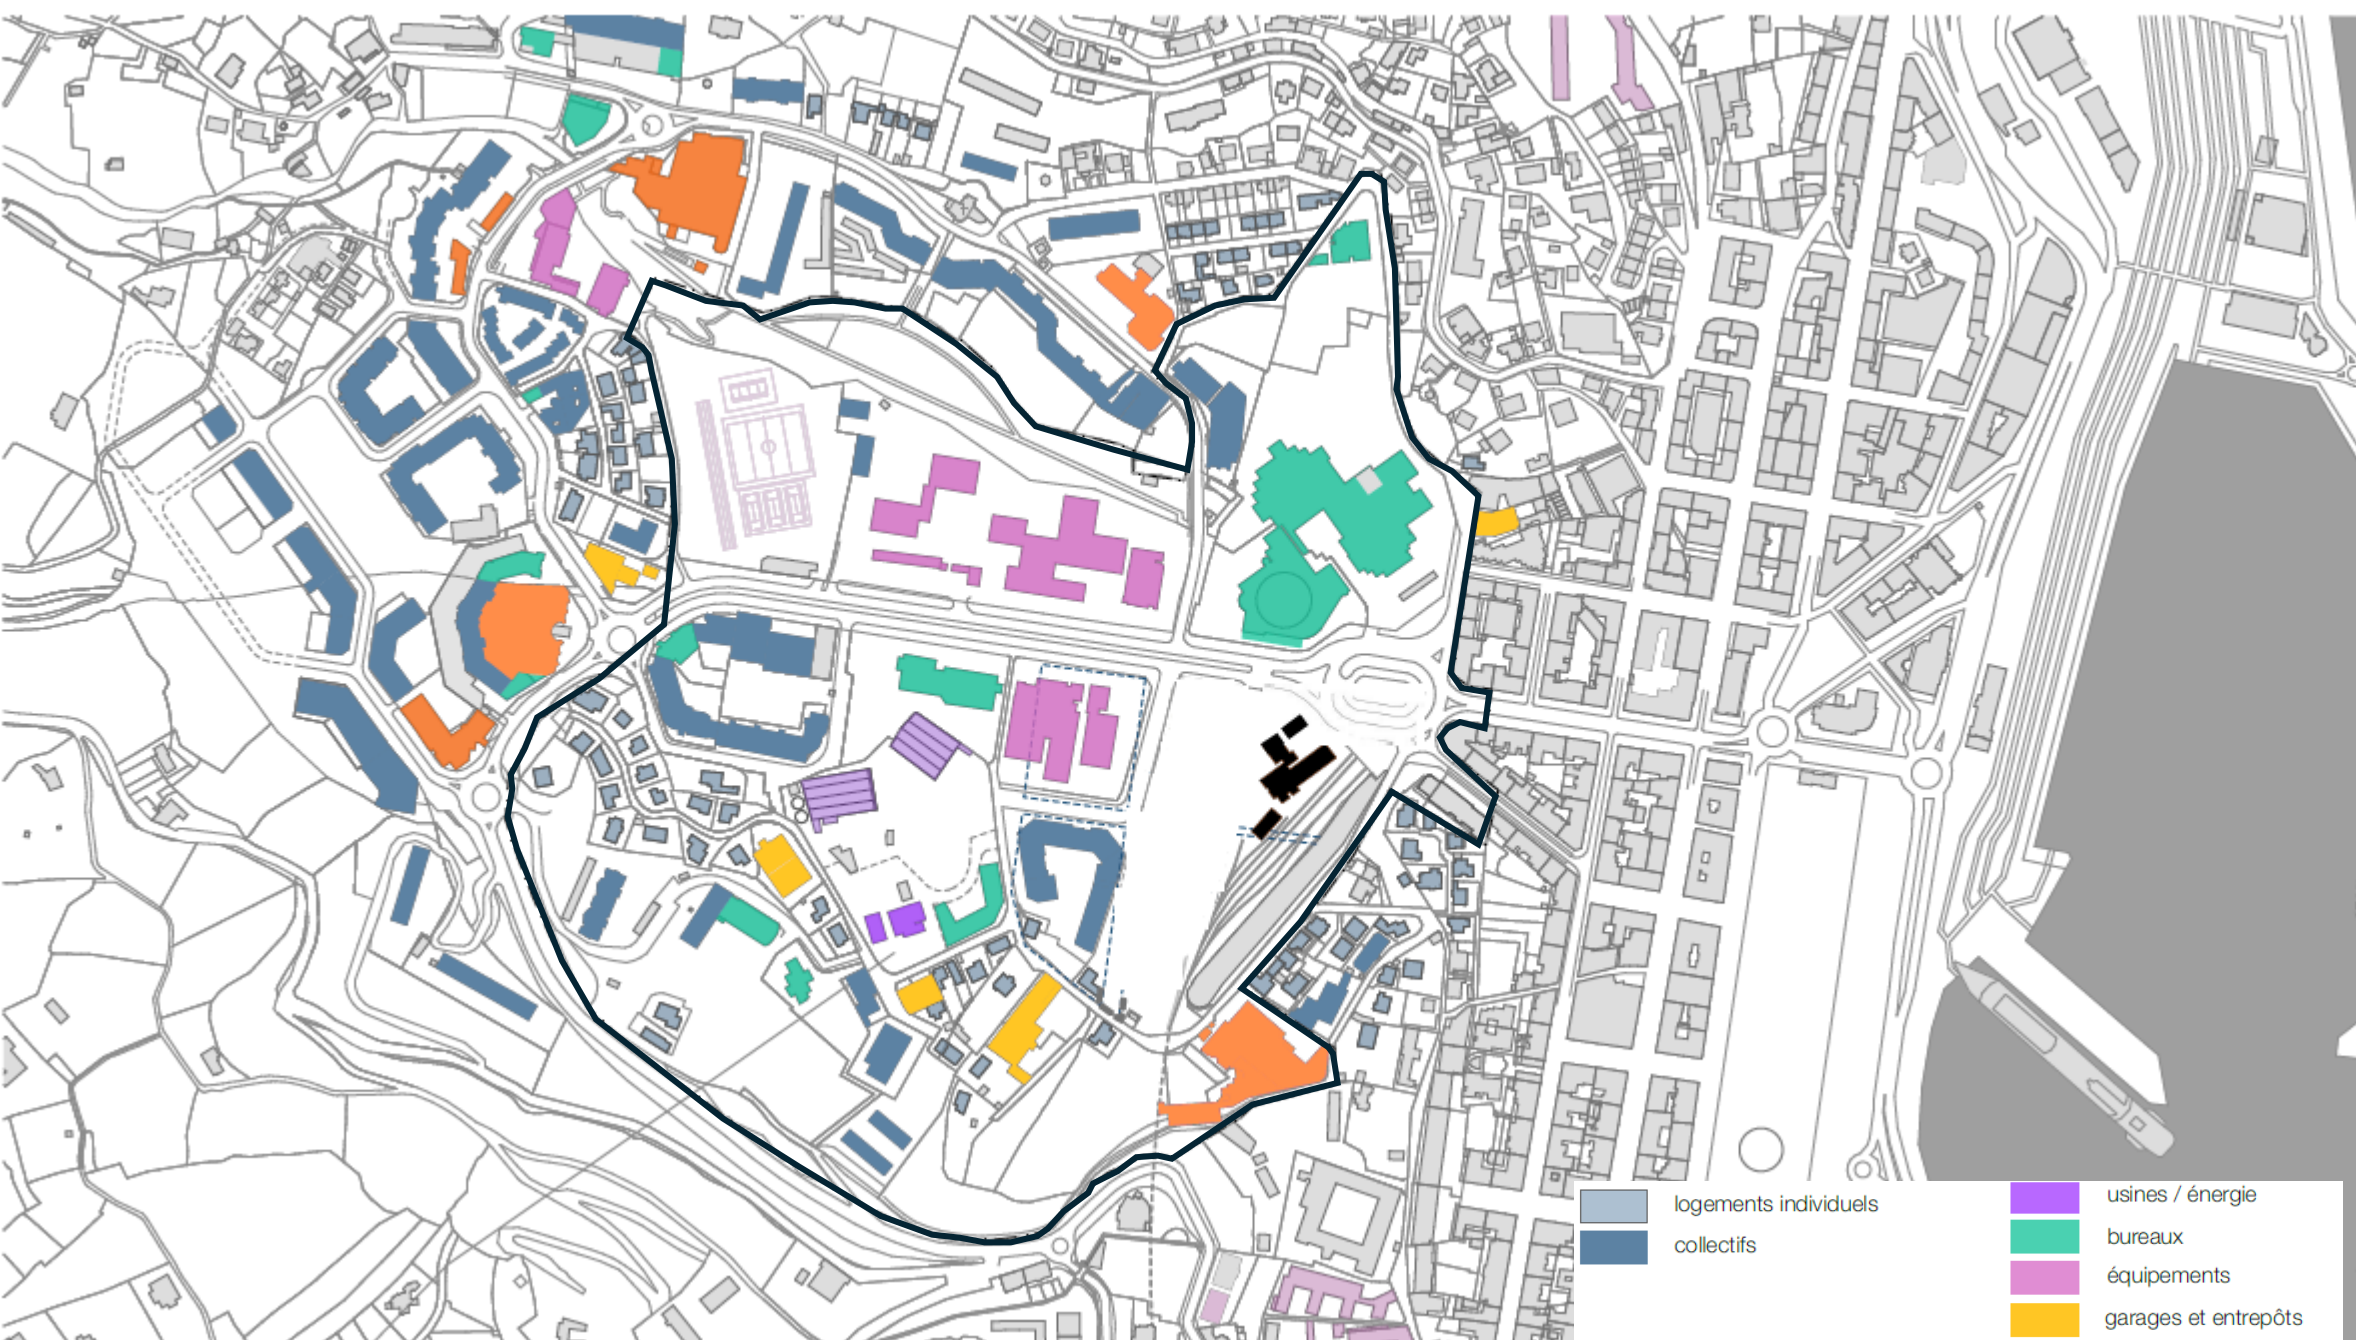 logements individuels
collectifs
usines / énergie
bureaux
équipements
garages et entrepôts